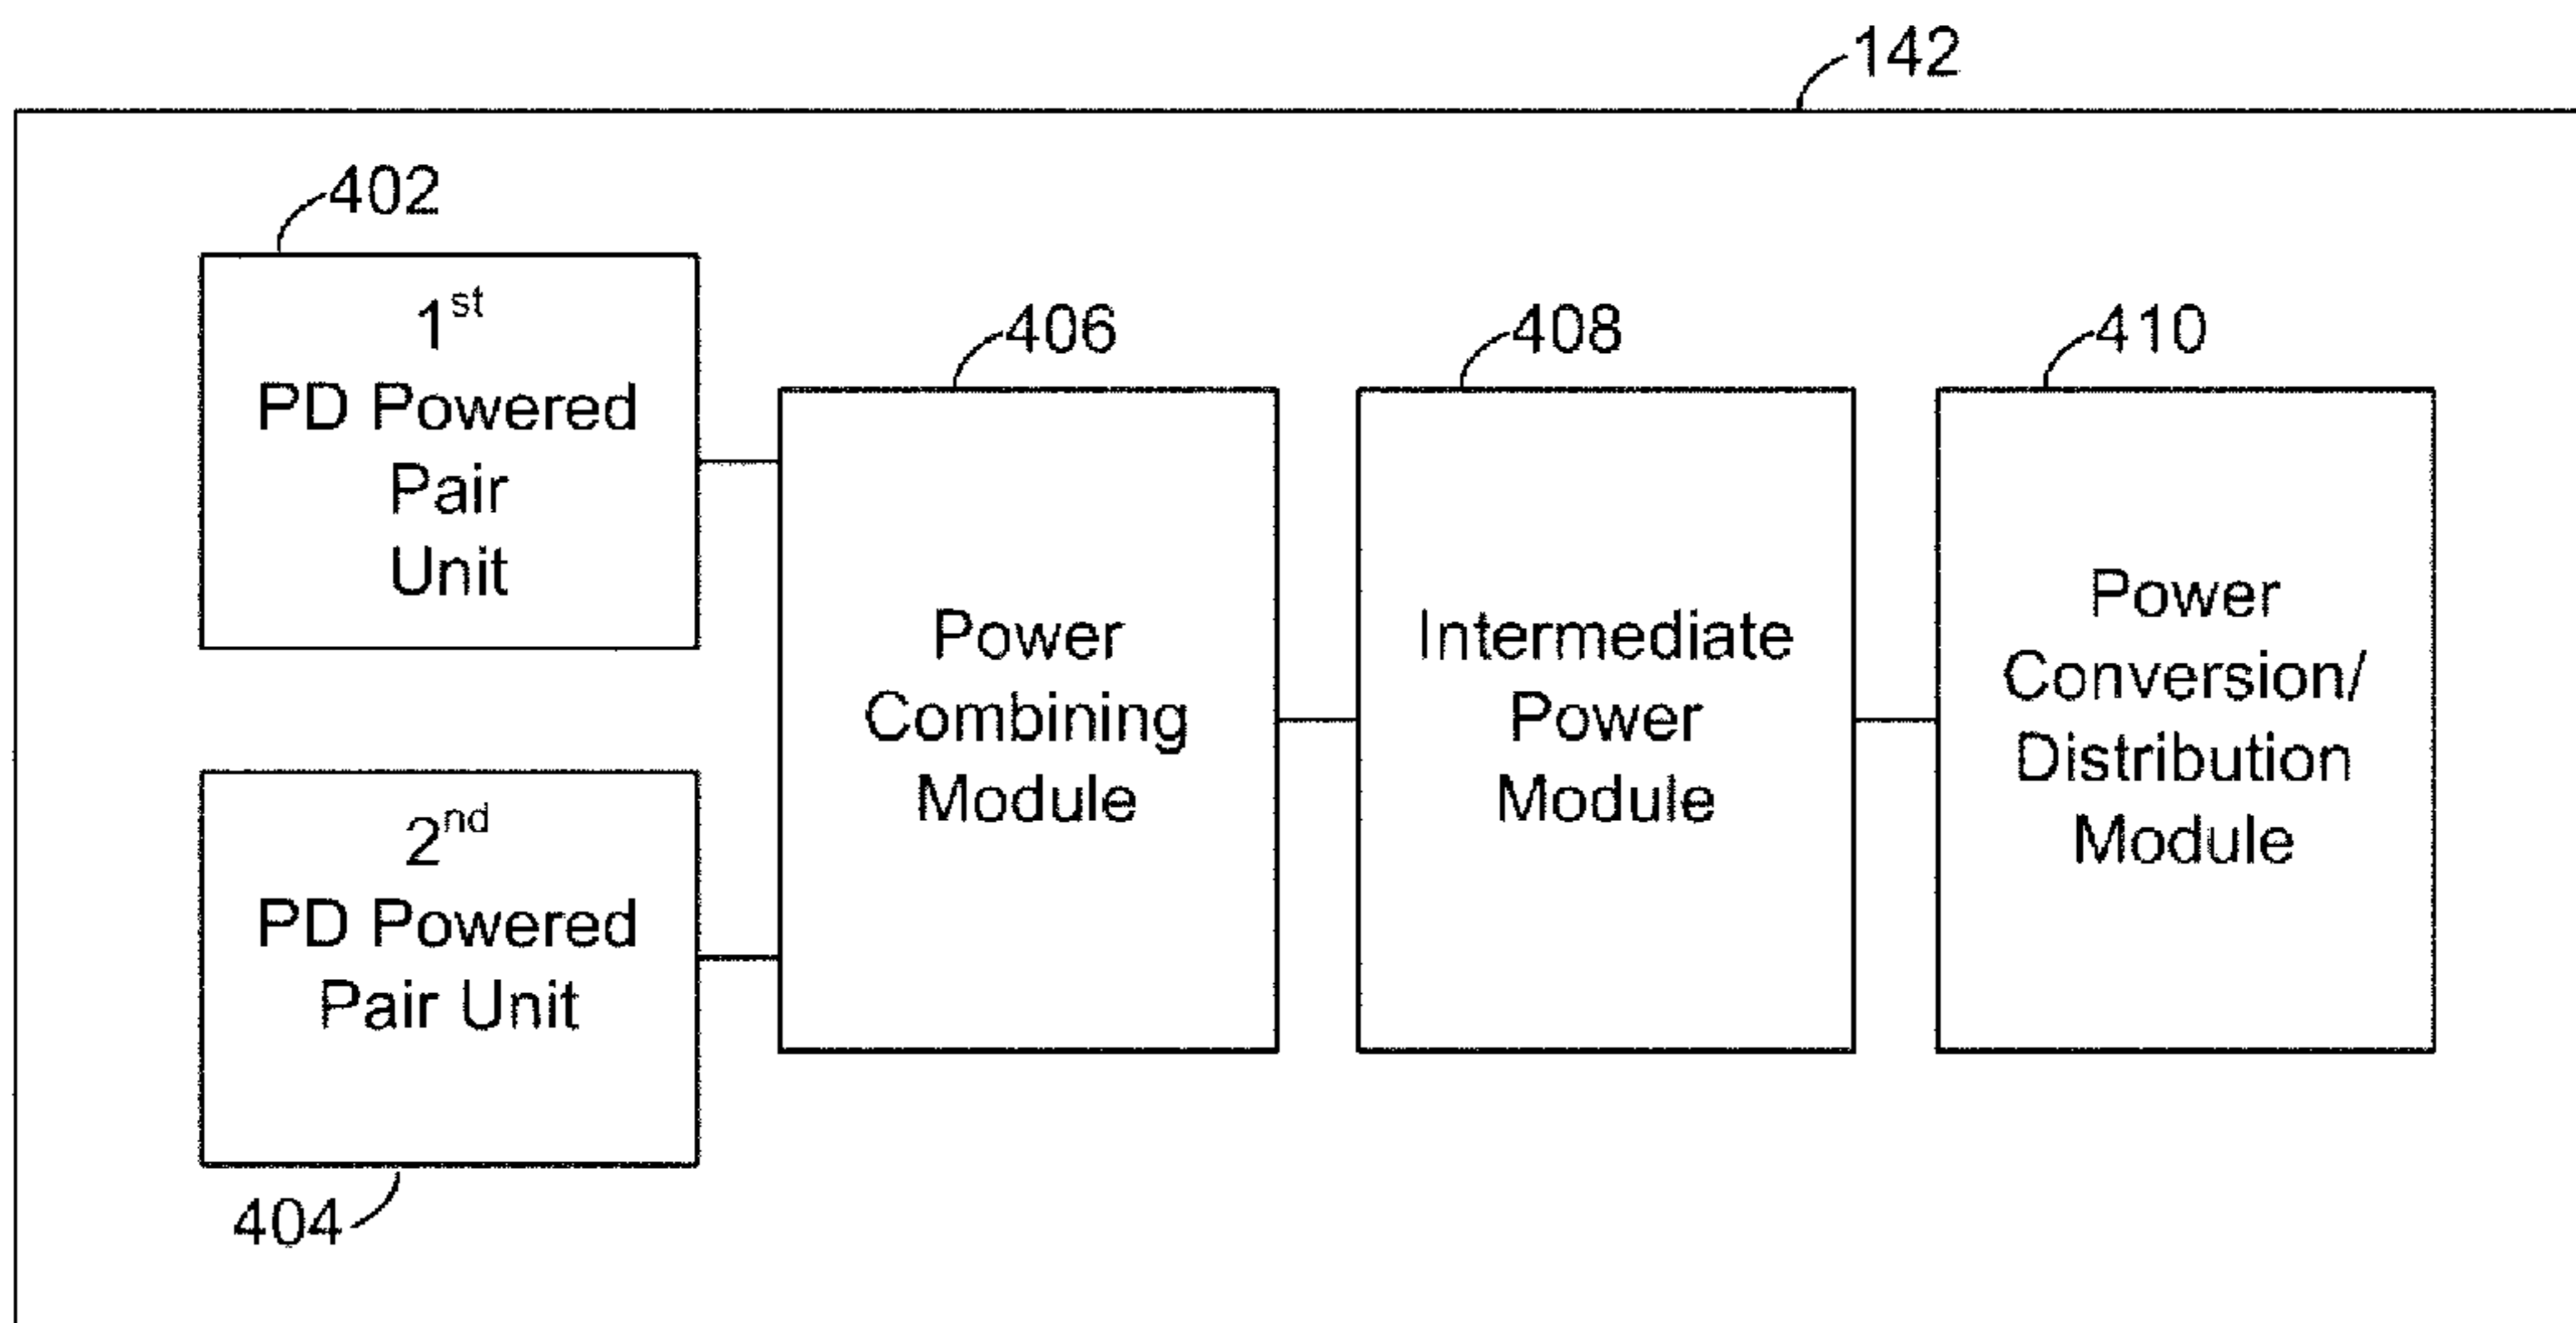 142
402
1st
PD Powered
Pair
Unit
406
408
410
Power
Combining
Module
Intermediate
Power
Module
Power
Conversion/
Distribution
Module
2nd
PD Powered
Pair Unit
404